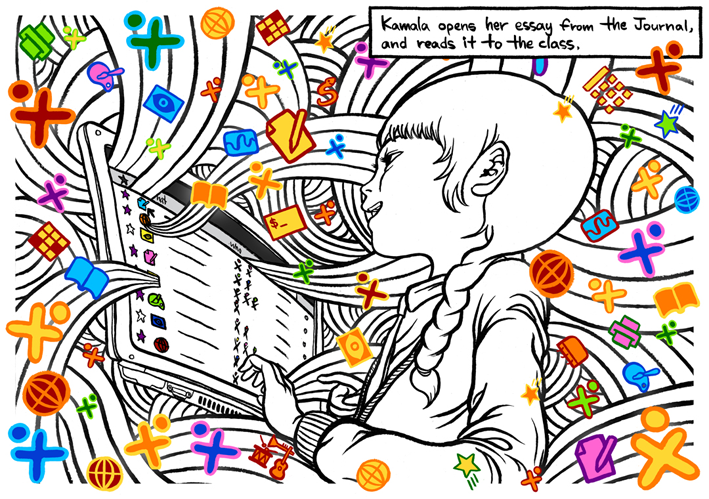 Kamala opens her essay from the Journal,
and reads it to the class.
$_